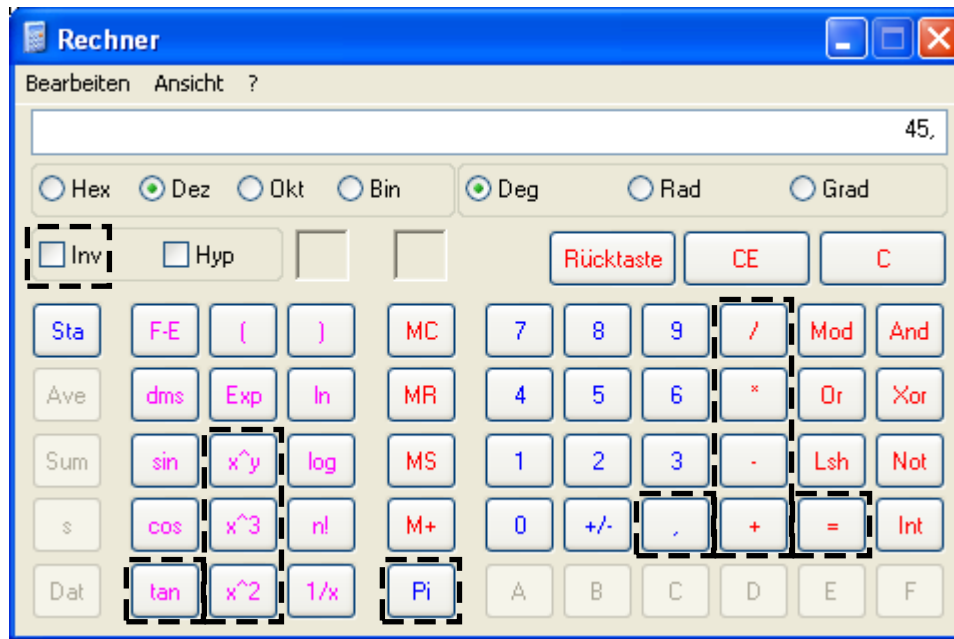 Rechner
Bearbeiten Ansicht ?
45,
Hex Dez Okt Bin Deg Rad Grad
Inv Hyp Rücktaste CE C
Sta F-E ( ) MC 7 8 9 / Mod And
Ave dms Exp ln MR 4 5 6 * Or Xor
Sum sin x^y log MS 1 2 3 - Lsh Not
s cos x^3 n! M+ 0 +/- , + = Int
Dat tan x^2 1/x Pi A B C D E F